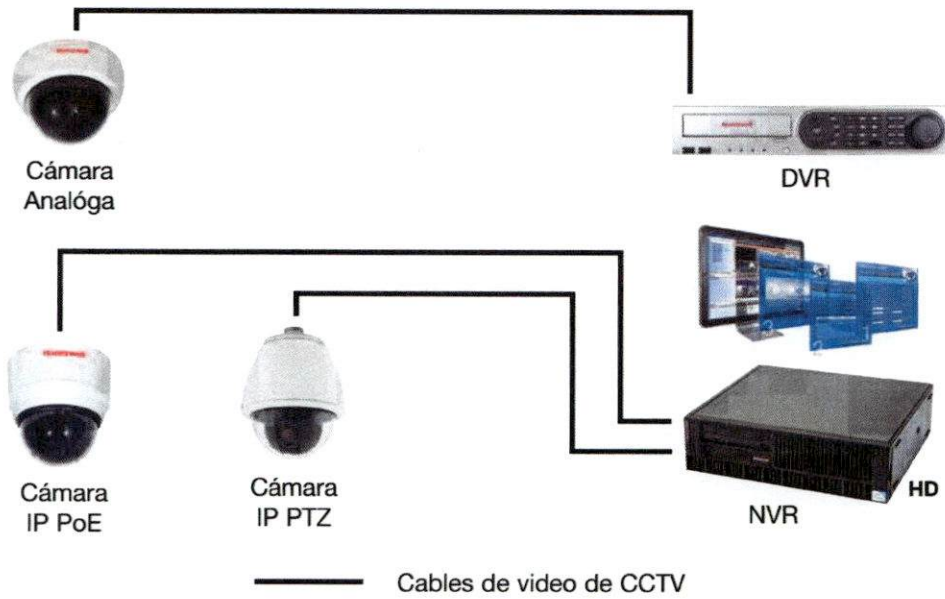 Cámara
Analóga
DVR
Cámara
IP PoE
Cámara
IP PTZ
NVR
HD
Cables de video de CCTV